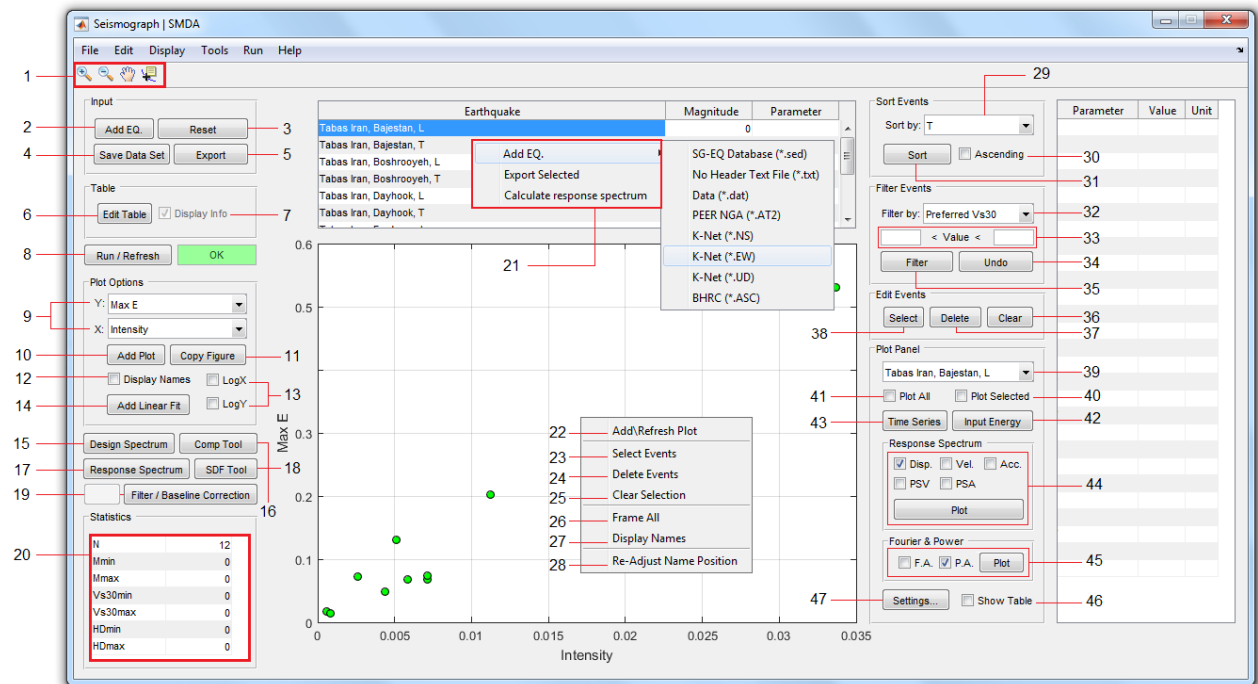 Seismograph | SMDA
File Edit Display Tools Run Help
1
29
Input
2 Add EQ. Reset 3
4 Save Data Set Export 5
Table
6 Edit Table Display Info 7
8 Run / Refresh OK
Plot Options
9 Y: Max E
X: Intensity
10 Add Plot Copy Figure 11
12 Display Names LogX 13
14 Add Linear Fit LogY
15 Design Spectrum Comp Tool
17 Response Spectrum SDF Tool 18
19 Filter / Baseline Correction
16
Statistics
20
N 12
Mmin 0
Mmax 0
Vs30min 0
Vs30max 0
HDmin 0
HDmax 0
Earthquake Magnitude Parameter
Tabas Iran, Bajestan, L 0
Tabas Iran, Bajestan, T
Tabas Iran, Boshrooyeh, L
Tabas Iran, Boshrooyeh, T
Tabas Iran, Dayhook, L
Tabas Iran, Dayhook, T
Add EQ.
Export Selected
Calculate response spectrum
21
SG-EQ Database (*.sed)
No Header Text File (*.txt)
Data (*.dat)
PEER NGA (*.AT2)
K-Net (*.NS)
K-Net (*.EW)
K-Net (*.UD)
BHRC (*.ASC)
0.6
0.5
0.3
0.2
0.1
0
Max E
22 Add\Refresh Plot
23 Select Events
24 Delete Events
25 Clear Selection
26 Frame All
27 Display Names
28 Re-Adjust Name Position
0 0.005 0.01 0.015 0.02 0.025 0.03 0.035
Intensity
Sort Events
Sort by: T
Sort Ascending 30
31
Filter Events
Filter by: Preferred Vs30 32
< Value < 33
Filter Undo 34
35
Edit Events
Select Delete Clear 36
38 37
Plot Panel
Tabas Iran, Bajestan, L 39
41 Plot All Plot Selected 40
43 Time Series Input Energy 42
Response Spectrum
Disp. Vel. Acc.
PSV PSA 44
Plot
Fourier & Power
F.A. P.A. Plot 45
47 Settings... Show Table 46
Parameter Value Unit